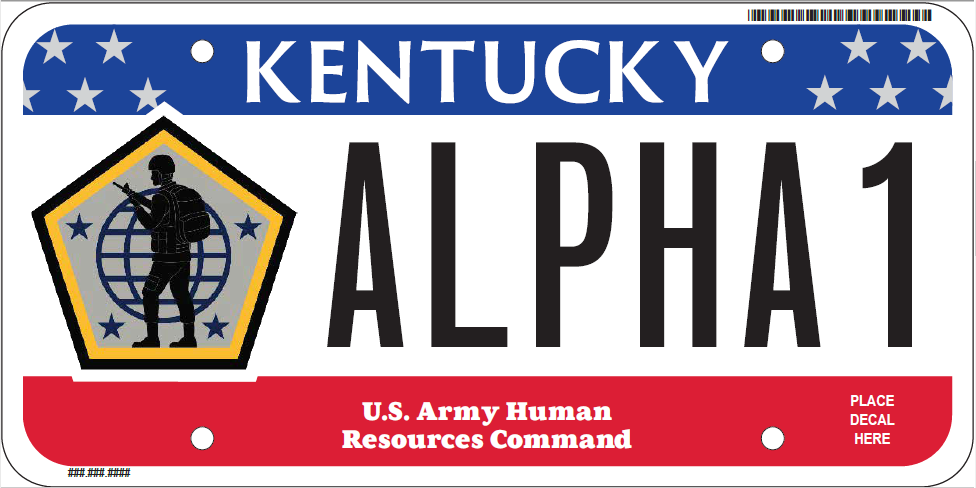 KENTUCKY
ALPHA1
U.S. Army Human
Resources Command
PLACE
DECAL
HERE
###.###.####